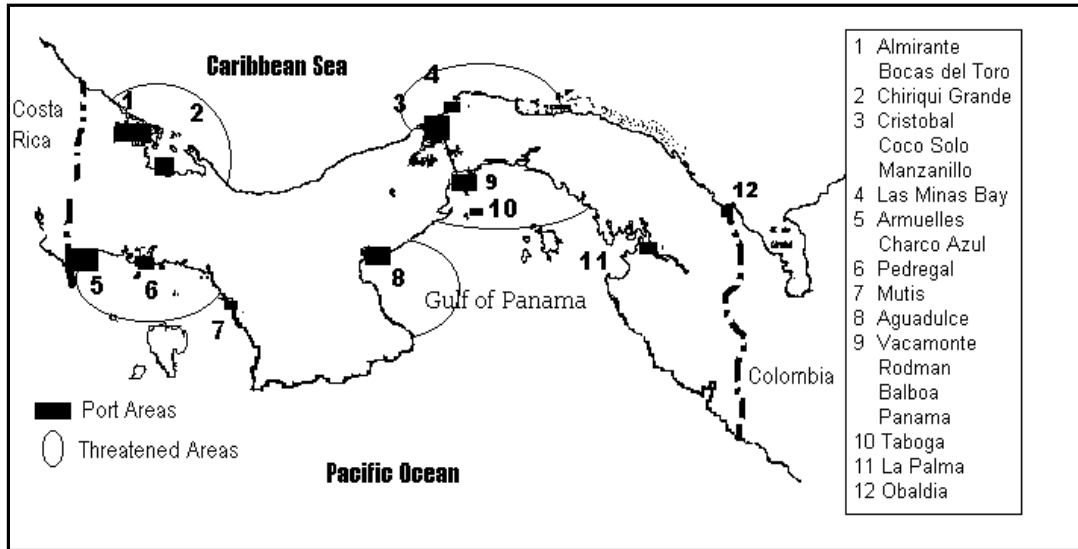 Caribbean Sea
Costa
Rica
1
2
3
4
5
6
7
8
9
10
11
12
Gulf of Panama
Colombia
Port Areas
Threatened Areas
Pacific Ocean
1 Almirante
Bocas del Toro
2 Chiriqui Grande
3 Cristobal
Coco Solo
Manzanillo
4 Las Minas Bay
5 Armuelles
Charco Azul
6 Pedregal
7 Mutis
8 Aguadulce
9 Vacamonte
Rodman
Balboa
Panama
10 Taboga
11 La Palma
12 Obaldia